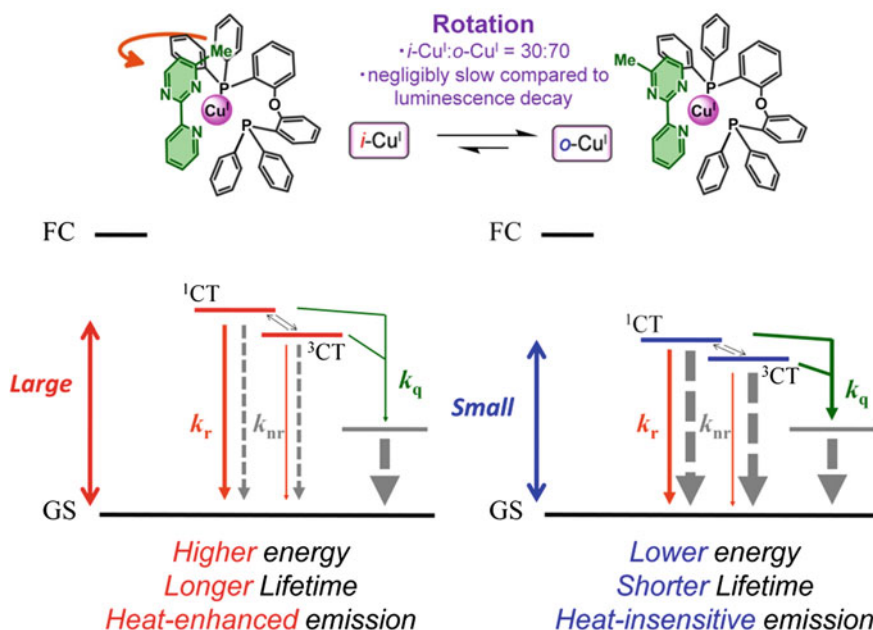 Rotation
·i-Cuᴵ:o-Cuᴵ = 30:70
·negligibly slow compared to
luminescence decay
Me
N
N
N
Cuᴵ
P
P
O
i-Cuᴵ
o-Cuᴵ
Me
N
N
N
Cuᴵ
P
P
O
FC
¹CT
³CT
Large
kr
knr
kq
GS
Higher energy
Longer Lifetime
Heat-enhanced emission
FC
¹CT
³CT
Small
kr
knr
kq
GS
Lower energy
Shorter Lifetime
Heat-insensitive emission